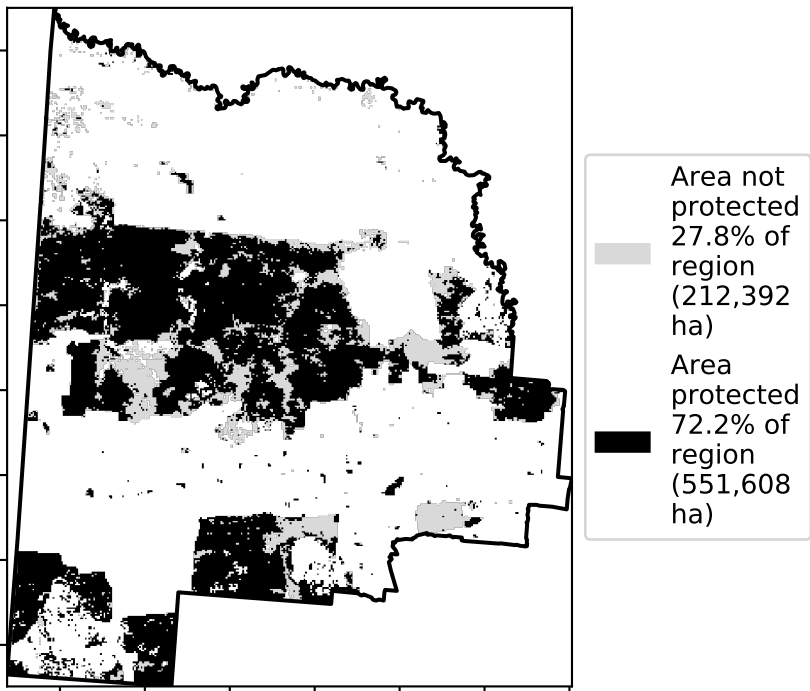 Area not
protected
27.8% of
region
(212,392
ha)
Area
protected
72.2% of
region
(551,608
ha)